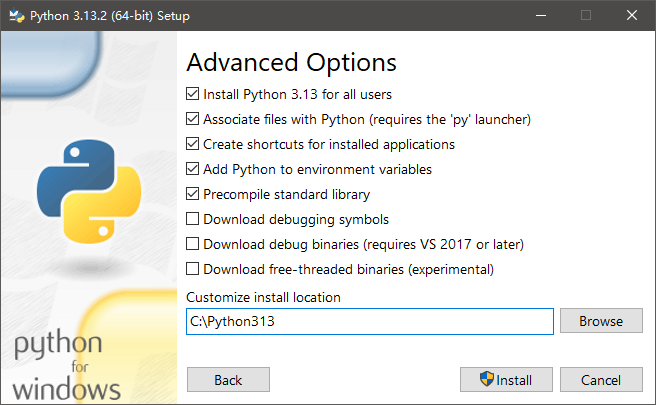 Python 3.13.2 (64-bit) Setup
Advanced Options
Install Python 3.13 for all users
Associate files with Python (requires the 'py' launcher)
Create shortcuts for installed applications
Add Python to environment variables
Precompile standard library
Download debugging symbols
Download debug binaries (requires VS 2017 or later)
Download free-threaded binaries (experimental)
Customize install location
C:\Python313
Browse
python
for
windows
Back
Install
Cancel